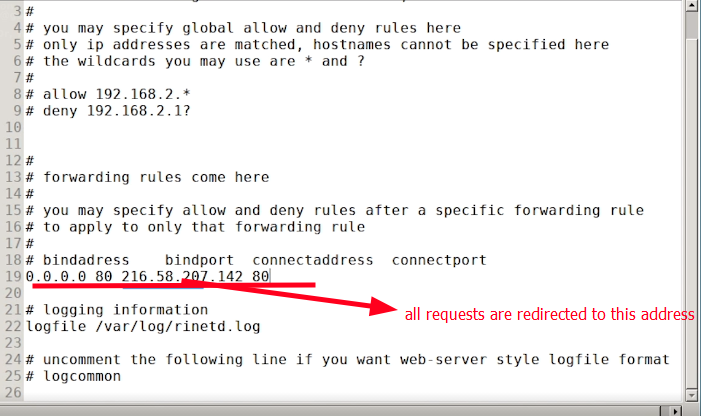 3 #
4 # you may specify global allow and deny rules here
5 # only ip addresses are matched, hostnames cannot be specified here
6 # the wildcards you may use are * and ?
7 #
8 # allow 192.168.2.*
9 # deny 192.168.2.1?
10
11
12 #
13 # forwarding rules come here
14 #
15 # you may specify allow and deny rules after a specific forwarding rule
16 # to apply to only that forwarding rule
17 #
18 # bindadress    bindport  connectaddress  connectport
19 0.0.0.0 80 216.58.207.142 80
20
21 # logging information
all requests are redirected to this address
22 logfile /var/log/rinetd.log
23
24 # uncomment the following line if you want web-server style logfile format
25 # logcommon
26